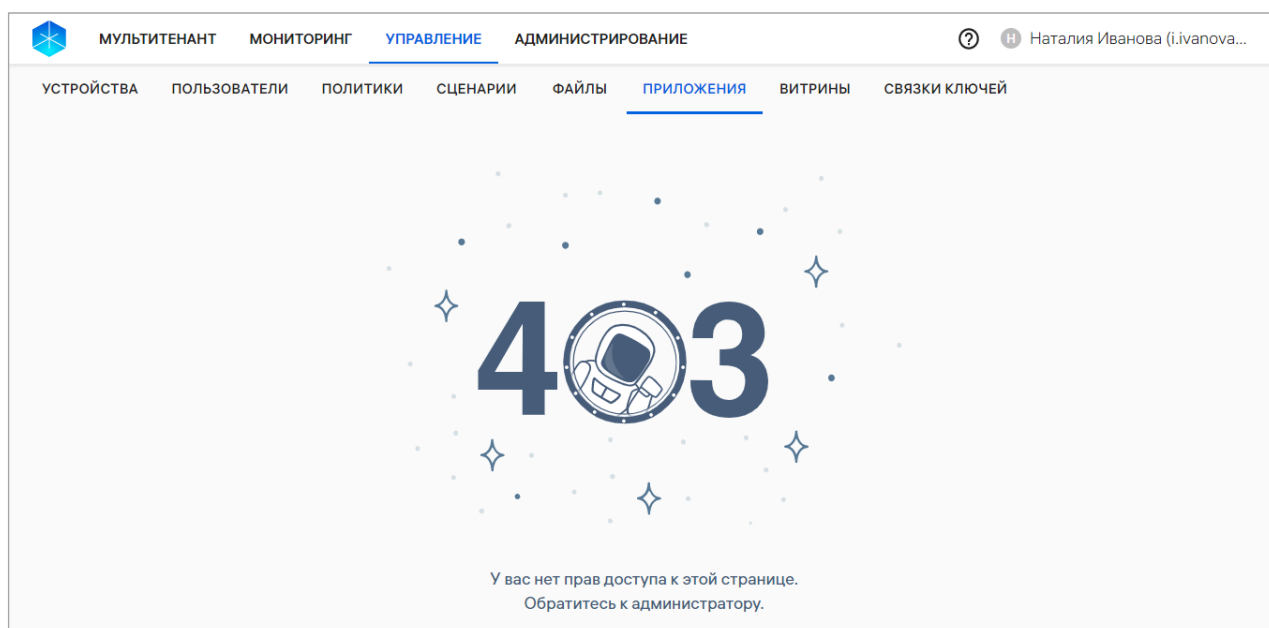 МУЛЬТИТЕНАНТ МОНИТОРИНГ УПРАВЛЕНИЕ АДМИНИСТРИРОВАНИЕ ? Н Наталия Иванова (i.ivanova...
УСТРОЙСТВА ПОЛЬЗОВАТЕЛИ ПОЛИТИКИ СЦЕНАРИИ ФАЙЛЫ ПРИЛОЖЕНИЯ ВИТРИНЫ СВЯЗКИ КЛЮЧЕЙ
403
У вас нет прав доступа к этой странице.
Обратитесь к администратору.